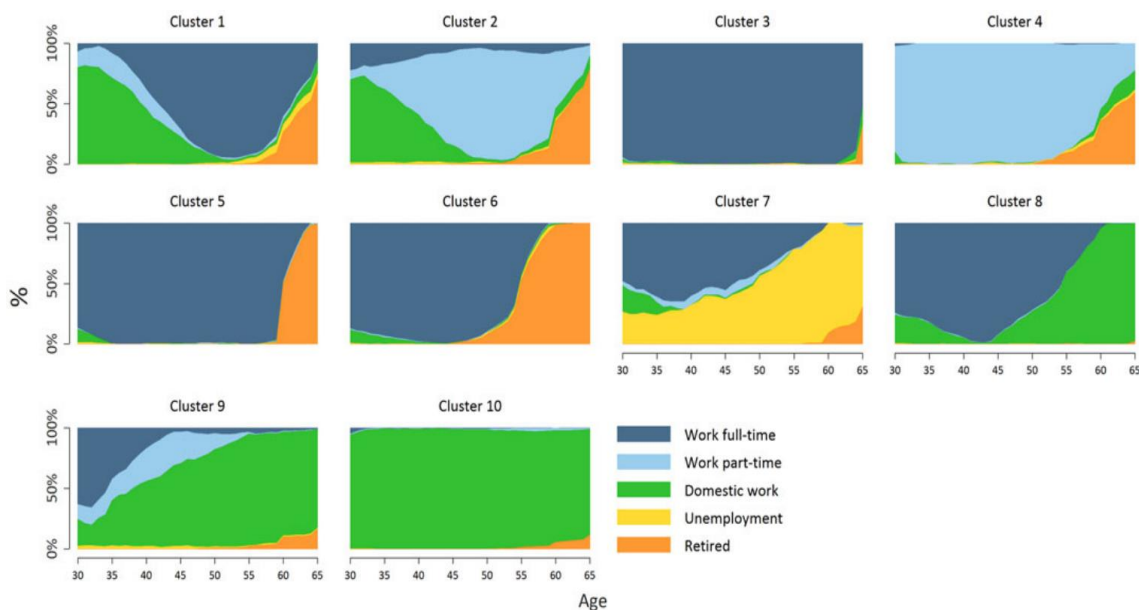 Cluster 1
Cluster 2
Cluster 3
Cluster 4
100%
50%
0%
Cluster 5
Cluster 6
Cluster 7
Cluster 8
100%
50%
0%
%
30 35 40 45 50 55 60 65
30 35 40 45 50 55 60 65
Cluster 9
Cluster 10
100%
50%
0%
Work full-time
Work part-time
Domestic work
Unemployment
Retired
30 35 40 45 50 55 60 65
30 35 40 45 50 55 60 65
Age